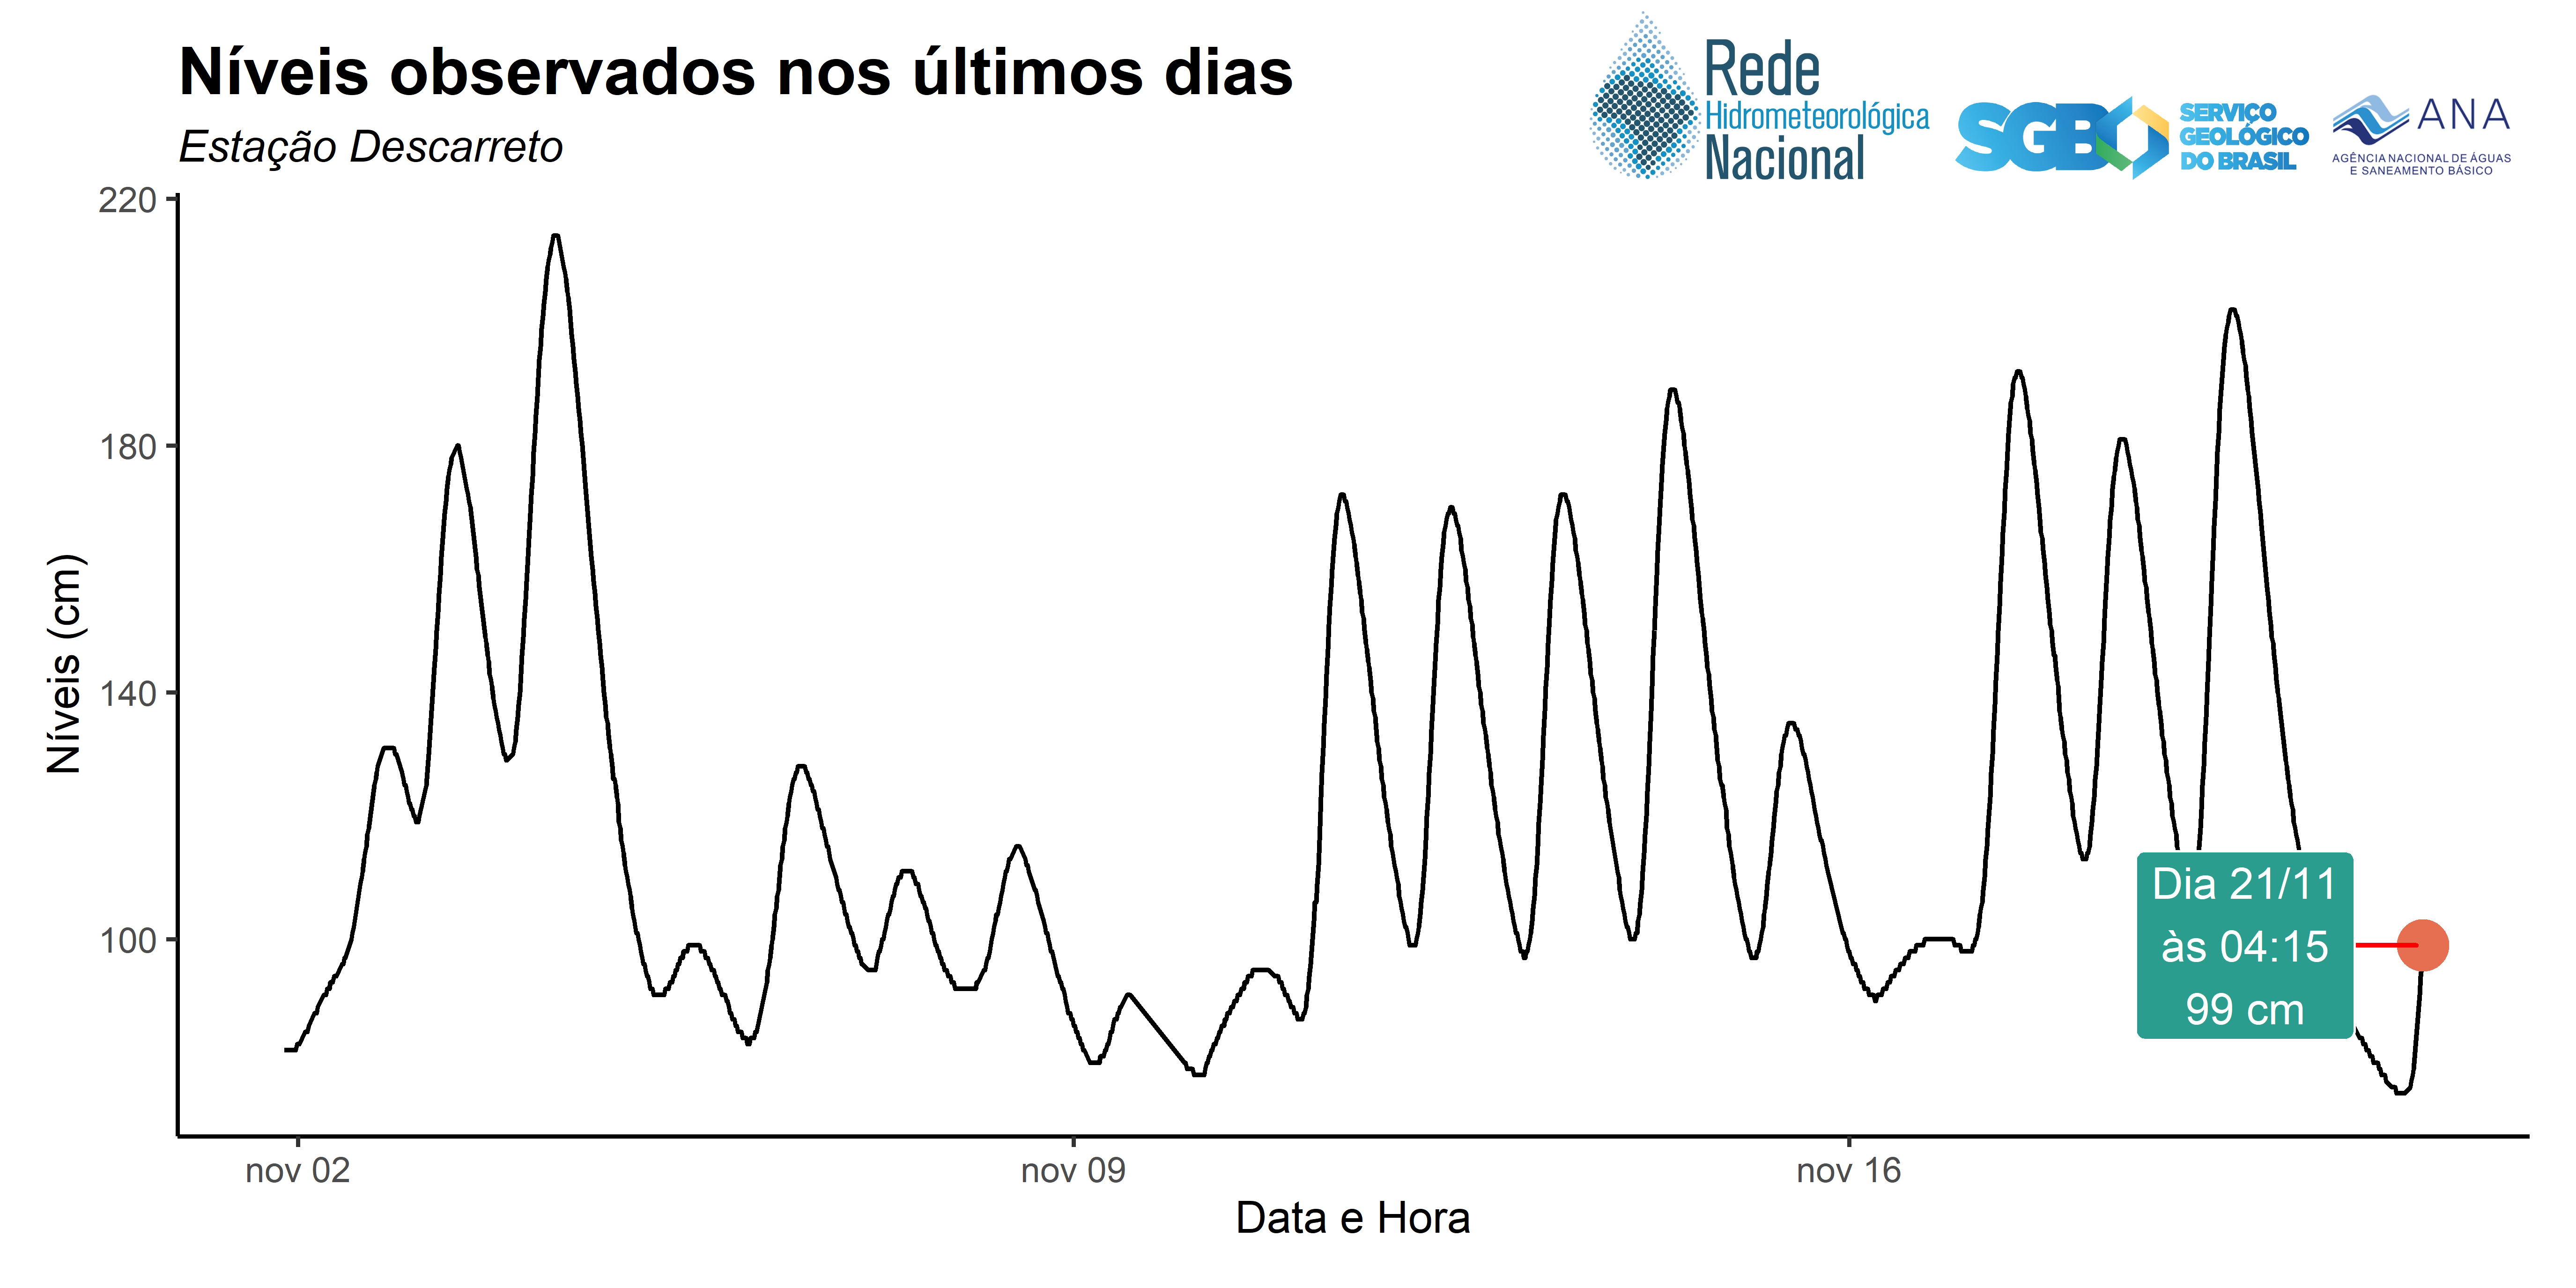 Níveis observados nos últimos dias
Estação Descarreto
Rede
Hidrometeorológica
Nacional
SGB
SERVIÇO
GEOLÓGICO
DO BRASIL
ANA
AGÊNCIA NACIONAL DE ÁGUAS
E SANEAMENTO BÁSICO
220
180
140
100
Níveis (cm)
Dia 21/11
às 04:15
99 cm
nov 02
nov 09
nov 16
Data e Hora